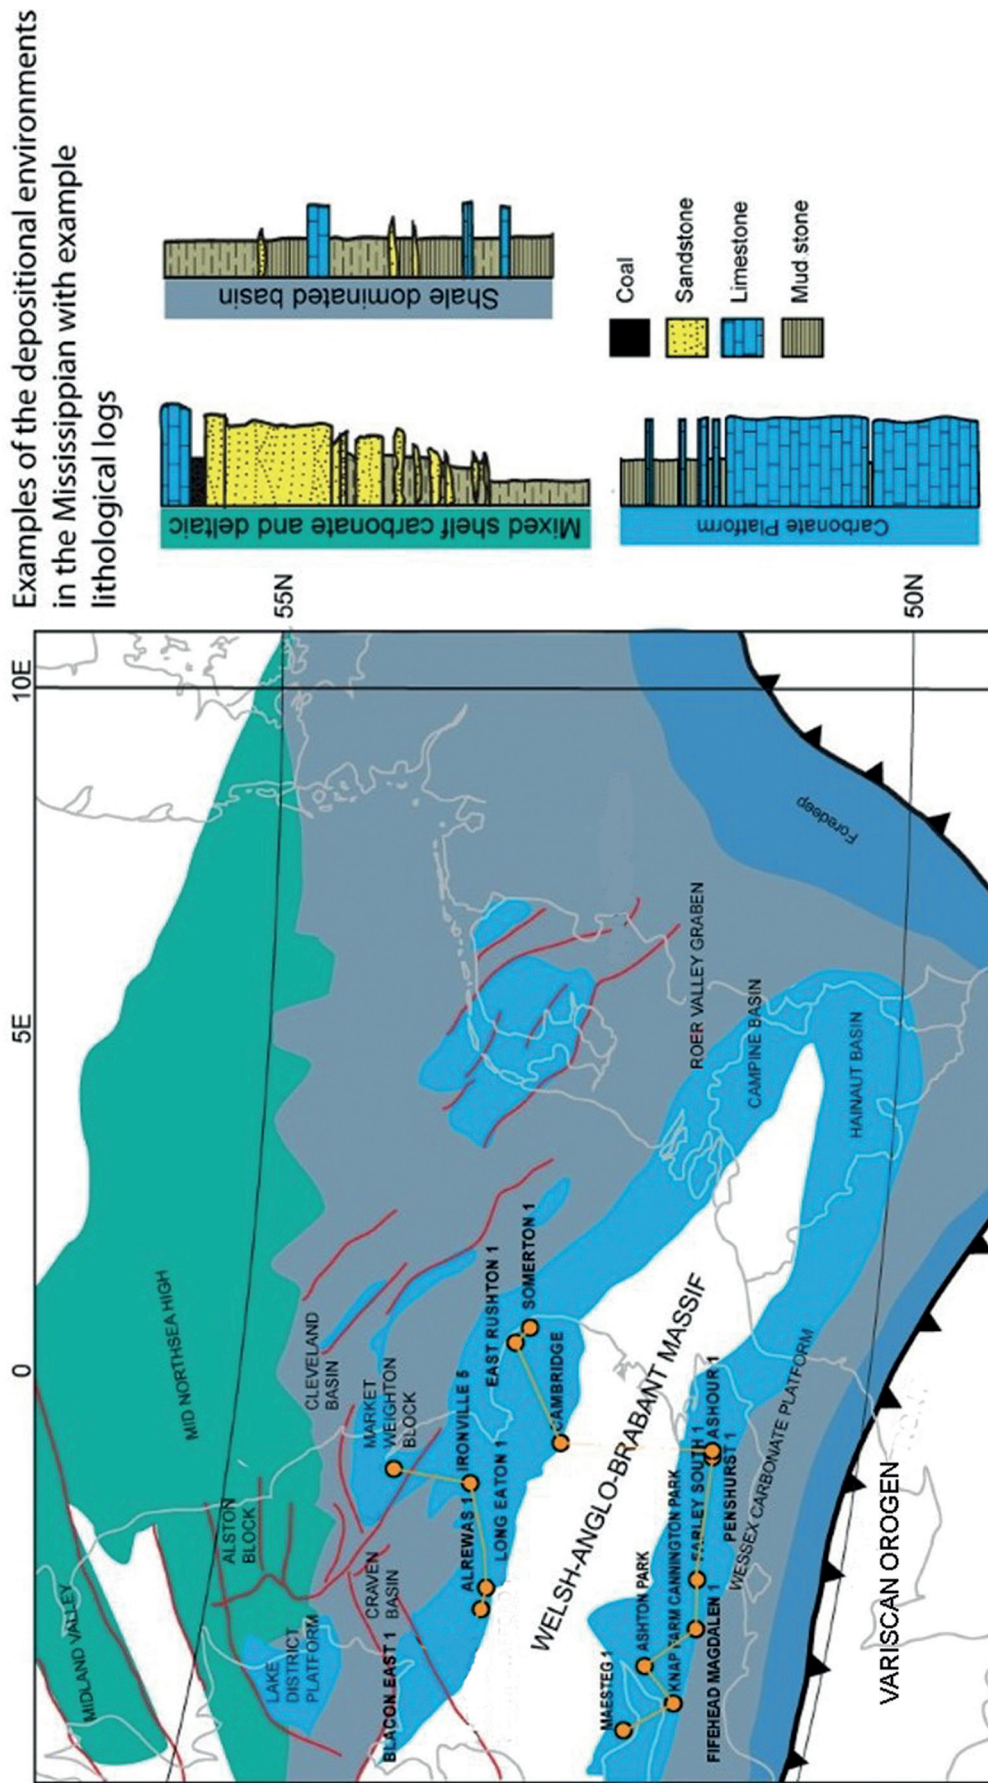 Examples of the depositional environments
in the Mississippian with example
lithological logs
Shale dominated basin
Mixed shelf carbonate and deltaic
Carbonate Platform
Coal
Sandstone
Limestone
Mud stone
0
5E
10E
55N
50N
MIDLAND VALLEY
MID NORTHSEA HIGH
ALSTON
BLOCK
LAKE
DISTRICT
PLATFORM
CLEVELAND
BASIN
CRAVEN
BASIN
MARKET
WEIGHTON
BLOCK
BLACON EAST 1
IRONVILLE 5
ALREWAS 1
LONG EATON 1
EAST RUSHTON 1
SOMERTON 1
CAMBRIDGE
WELSH-ANGLO-BRABANT MASSIF
ROER VALLEY GRABEN
CAMPINE BASIN
HAINAUT BASIN
Foredeep
MAESTEG 1
ASHTON PARK
KNAP FARM CANNINGTON PARK
FARLEY SOUTH 1
ASHOUR 1
FIFEHEAD MAGDALEN 1
PENSHURST 1
WESSEX CARBONATE PLATFORM
VARISCAN OROGEN